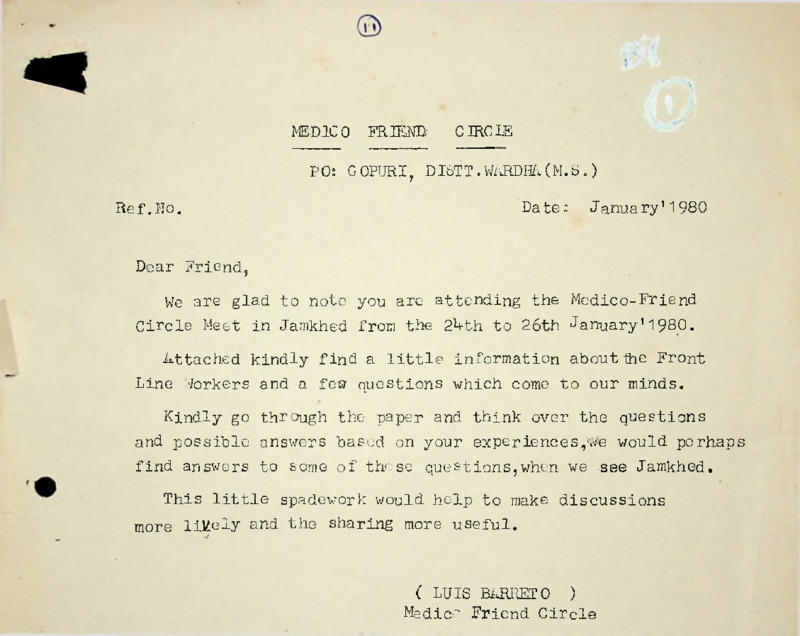 11
1
MEDICO FRIEND CIRCLE
PO: GOPURI, DISTT.WARDHA(M.S.)
Ref.No. Date: January'1980
Dear Friend,
We are glad to note you are attending the Medico-Friend
Circle Meet in Jamkhed from the 24th to 26th January'1980.
Attached kindly find a little information about the Front
Line Workers and a few questions which come to our minds.
Kindly go through the paper and think over the questions
and possible answers based on your experiences,we would perhaps
find answers to some of these questions,when we see Jamkhed.
This little spadework would help to make discussions
more lively and the sharing more useful.
( LUIS BARRETO )
Medico Friend Circle